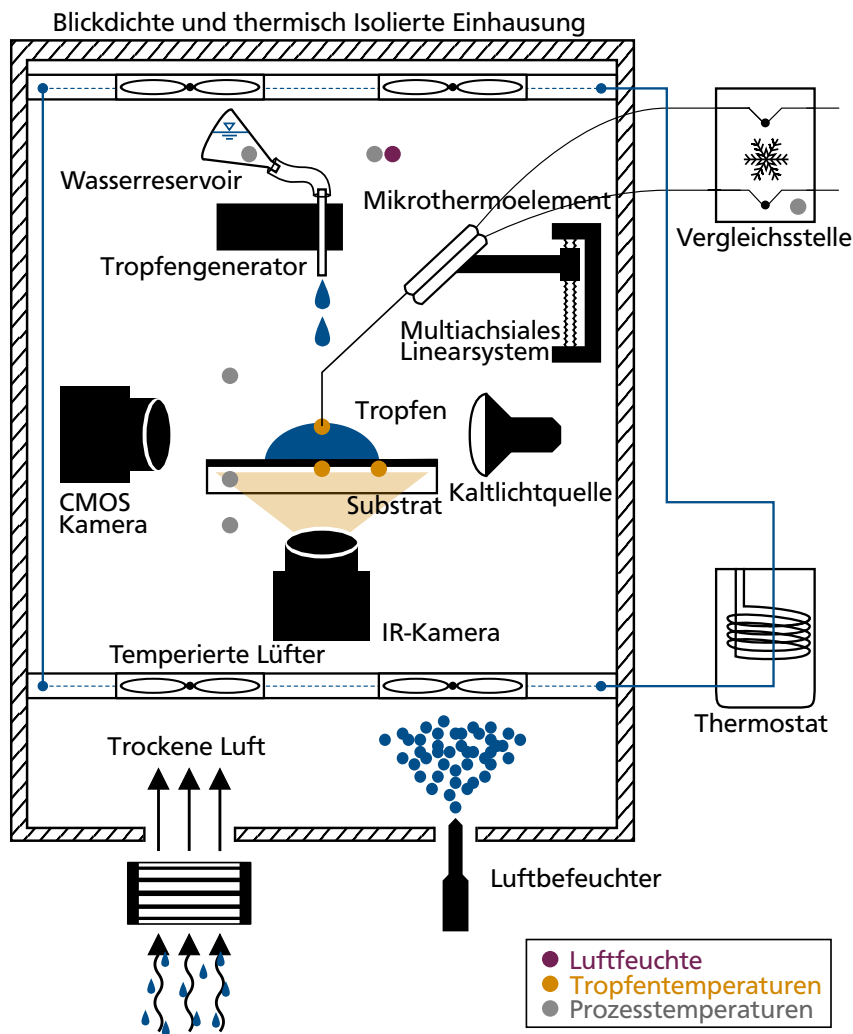 Blickdichte und thermisch Isolierte Einhausung
Wasserreservoir
Mikrothermoelement
Vergleichsstelle
Tropfengenerator
Multiachsiales
Linearsystem
Tropfen
CMOS
Kamera
Substrat
Kaltlichtquelle
IR-Kamera
Temperierte Lüfter
Thermostat
Trockene Luft
Luftbefeuchter
Luftfeuchte
Tropfentemperaturen
Prozesstemperaturen